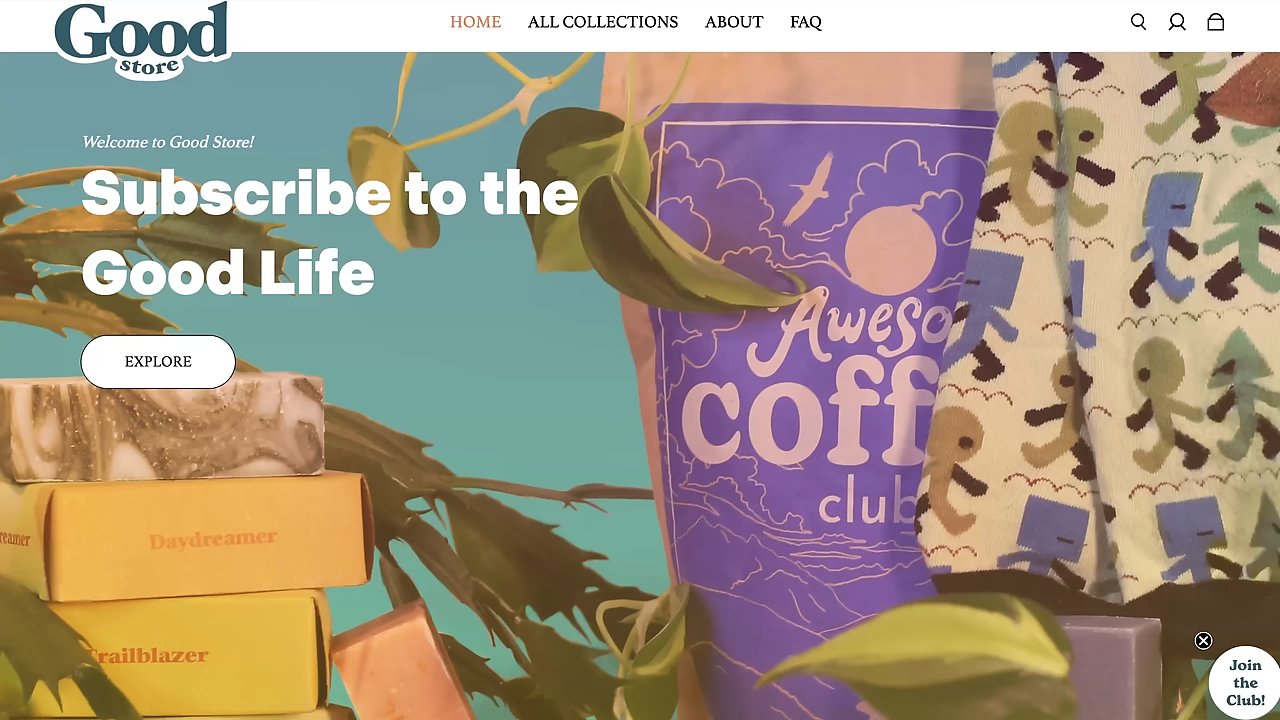 Good
store
HOME
ALL COLLECTIONS
ABOUT
FAQ
Welcome to Good Store!
Subscribe to the
Good Life
EXPLORE
Daydreamer
Trailblazer
club
Join
the
Club!